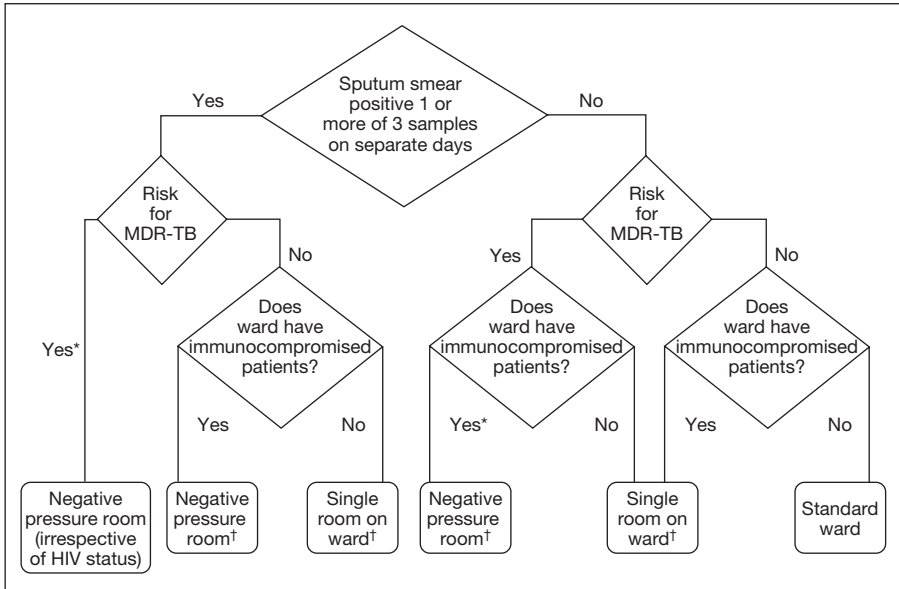 Sputum smear
positive 1 or
more of 3 samples
on separate days
Yes
No
Risk
for
MDR-TB
Risk
for
MDR-TB
No
Yes
No
Does
ward have
immunocompromised
patients?
Does
ward have
immunocompromised
patients?
Does
ward have
immunocompromised
patients?
Yes*
Yes
No
Yes*
No
Yes
No
Negative
pressure room
(irrespective
of HIV status)
Negative
pressure
room†
Single
room on
ward†
Negative
pressure
room†
Single
room on
ward†
Standard
ward